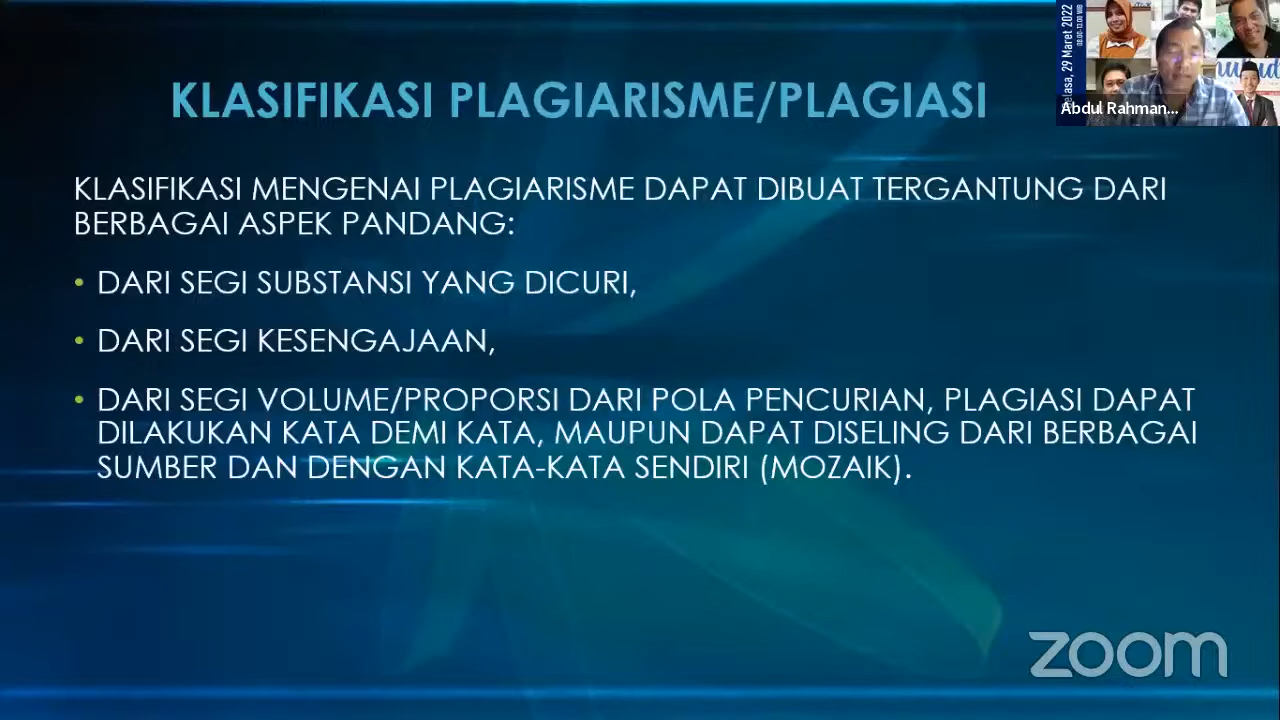 KLASIFIKASI PLAGIARISME/PLAGIASI
KLASIFIKASI MENGENAI PLAGIARISME DAPAT DIBUAT TERGANTUNG DARI
BERBAGAI ASPEK PANDANG:
• DARI SEGI SUBSTANSI YANG DICURI,
• DARI SEGI KESENGAJAAN,
• DARI SEGI VOLUME/PROPORSI DARI POLA PENCURIAN, PLAGIASI DAPAT
DILAKUKAN KATA DEMI KATA, MAUPUN DAPAT DISELING DARI BERBAGAI
SUMBER DAN DENGAN KATA-KATA SENDIRI (MOZAIK).
29 Maret 2022
Abdul Rahman...
zoom